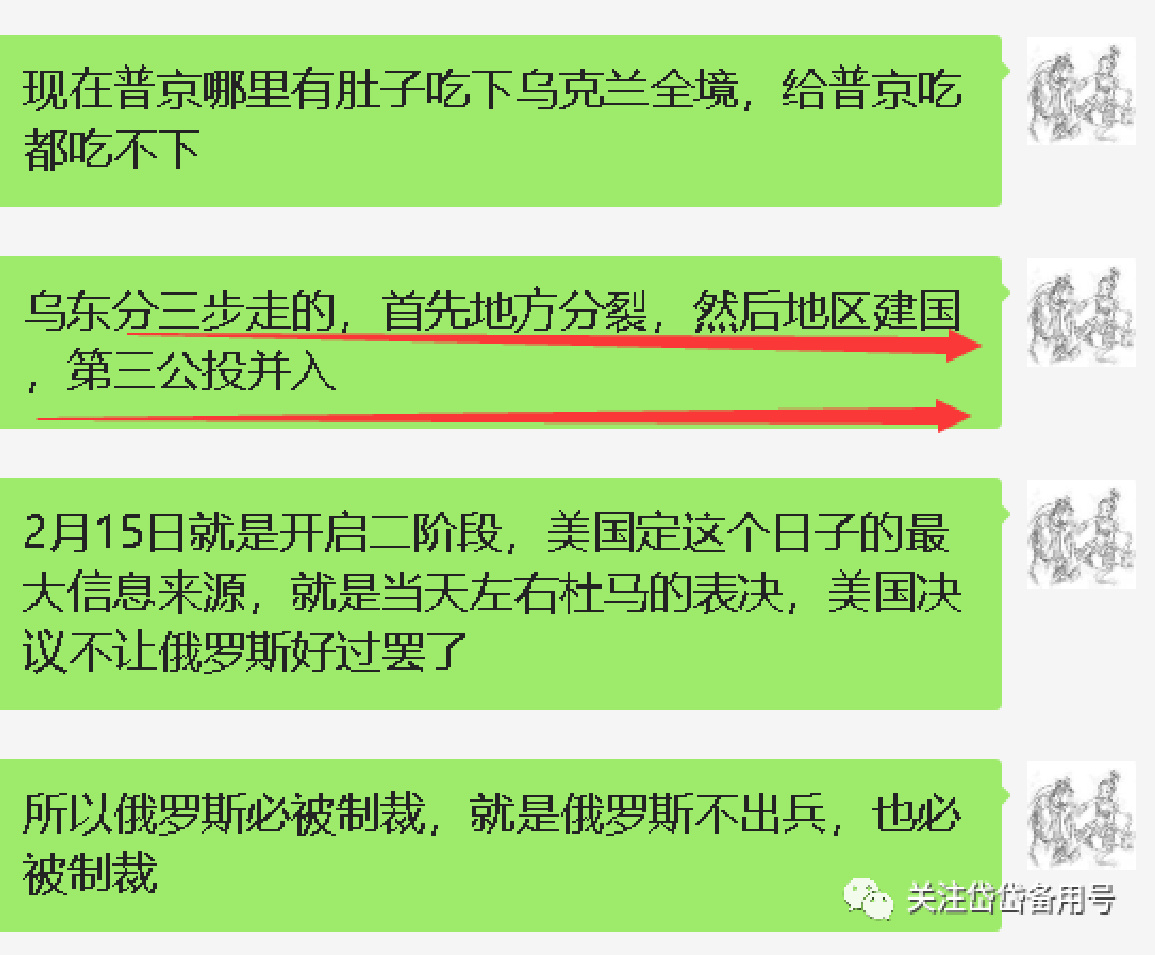 现在普京哪里有肚子吃下乌克兰全境，给普京吃
都吃不下
乌东分三步走的，首先地方分裂，然后地区建国
，第三公投并入
2月15日就是开启二阶段，美国定这个日子的最
大信息来源，就是当天左右杜马的表决，美国决
议不让俄罗斯好过罢了
所以俄罗斯必被制裁，就是俄罗斯不出兵，也必
被制裁
关注岱岱备用号